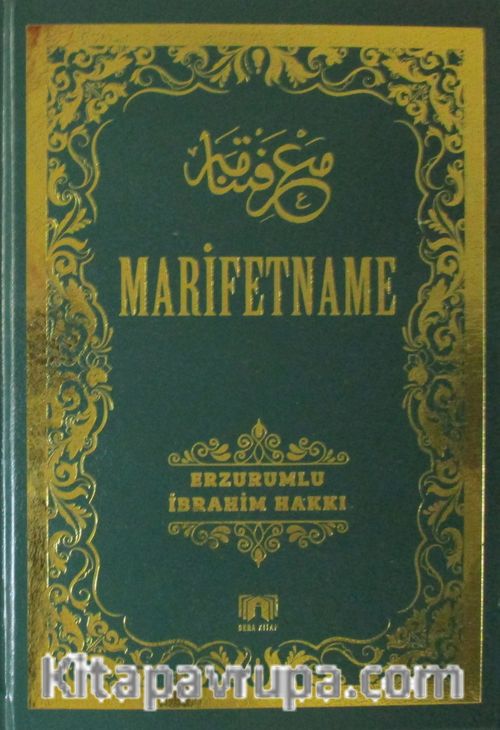 معرفتنامه
MARİFETNAME
ERZURUMLU
İBRAHİM HAKKI
Kitapavrupa.com